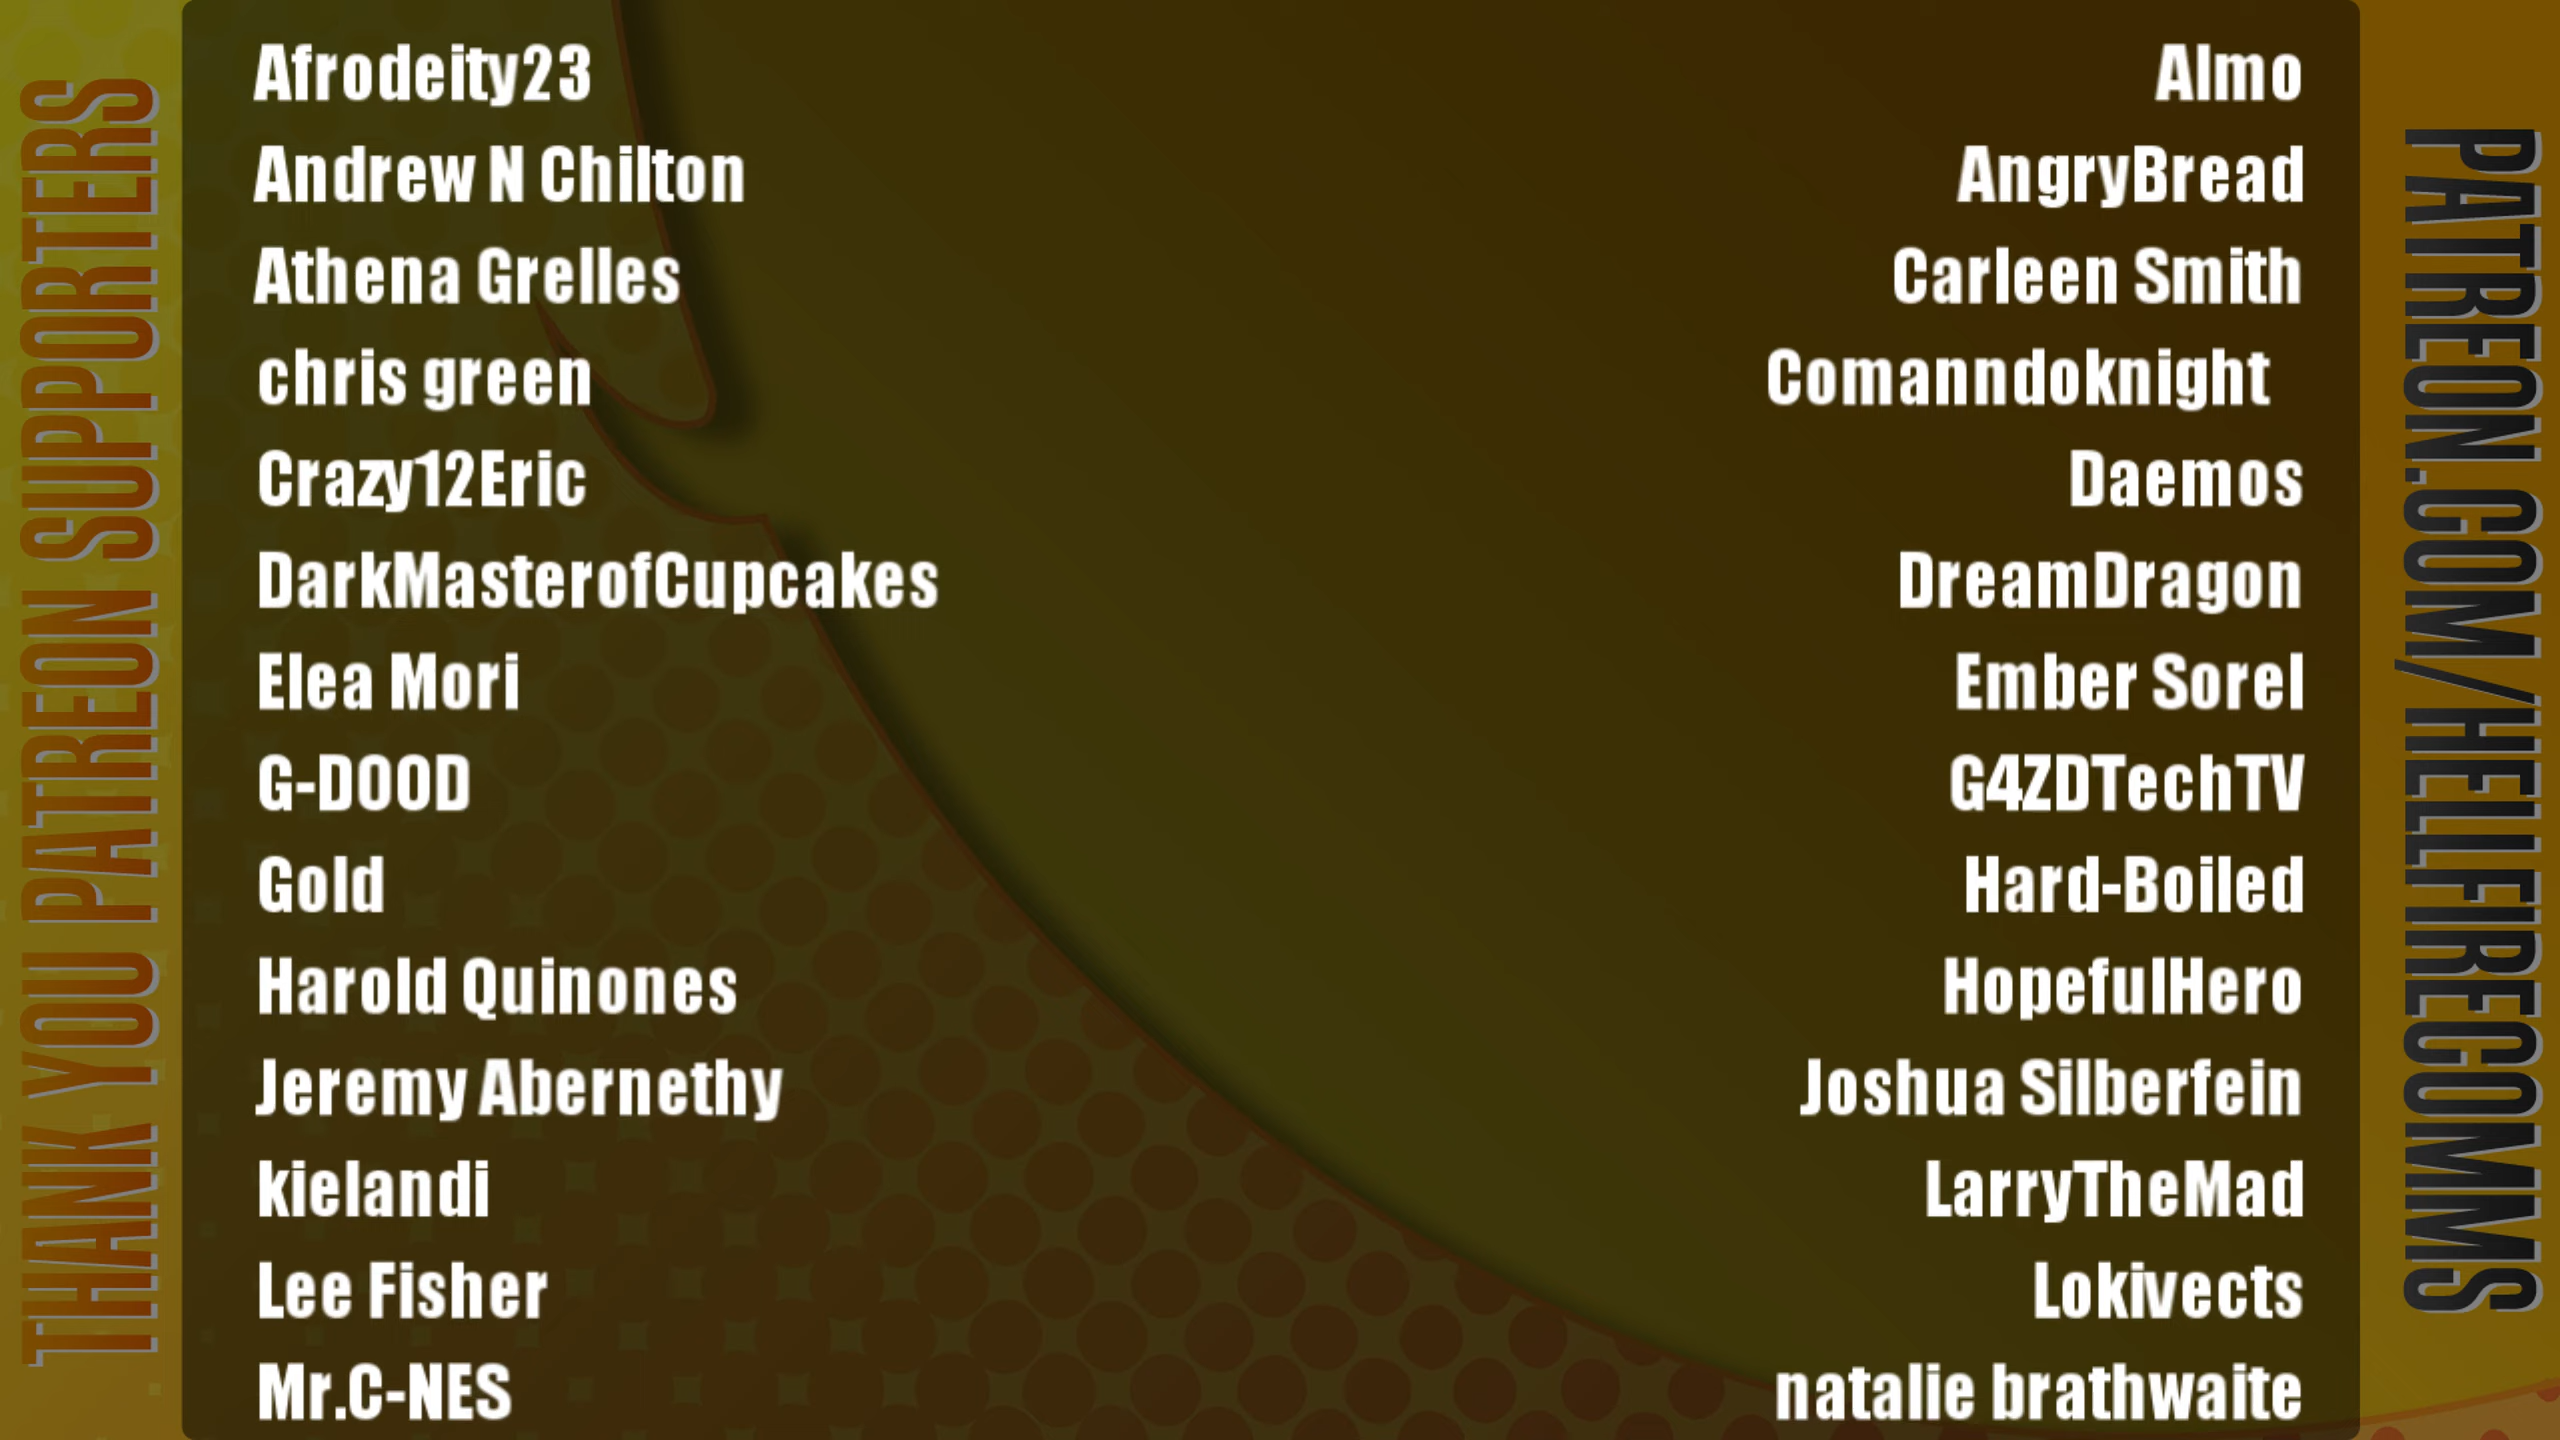 THANK YOU PATREON SUPPORTERS
Afrodeity23
Almo
Andrew N Chilton
AngryBread
Athena Grelles
Carleen Smith
chris green
Comanndoknight
Crazy12Eric
Daemos
DarkMasterofCupcakes
DreamDragon
Elea Mori
Ember Sorel
G-DOOD
G4ZDTechTV
Gold
Hard-Boiled
Harold Quinones
HopefulHero
Jeremy Abernethy
Joshua Silberfein
kielandi
LarryTheMad
Lee Fisher
Lokivects
Mr.C-NES
natalie brathwaite
PATREON.COM/HELLFIRECOMMS